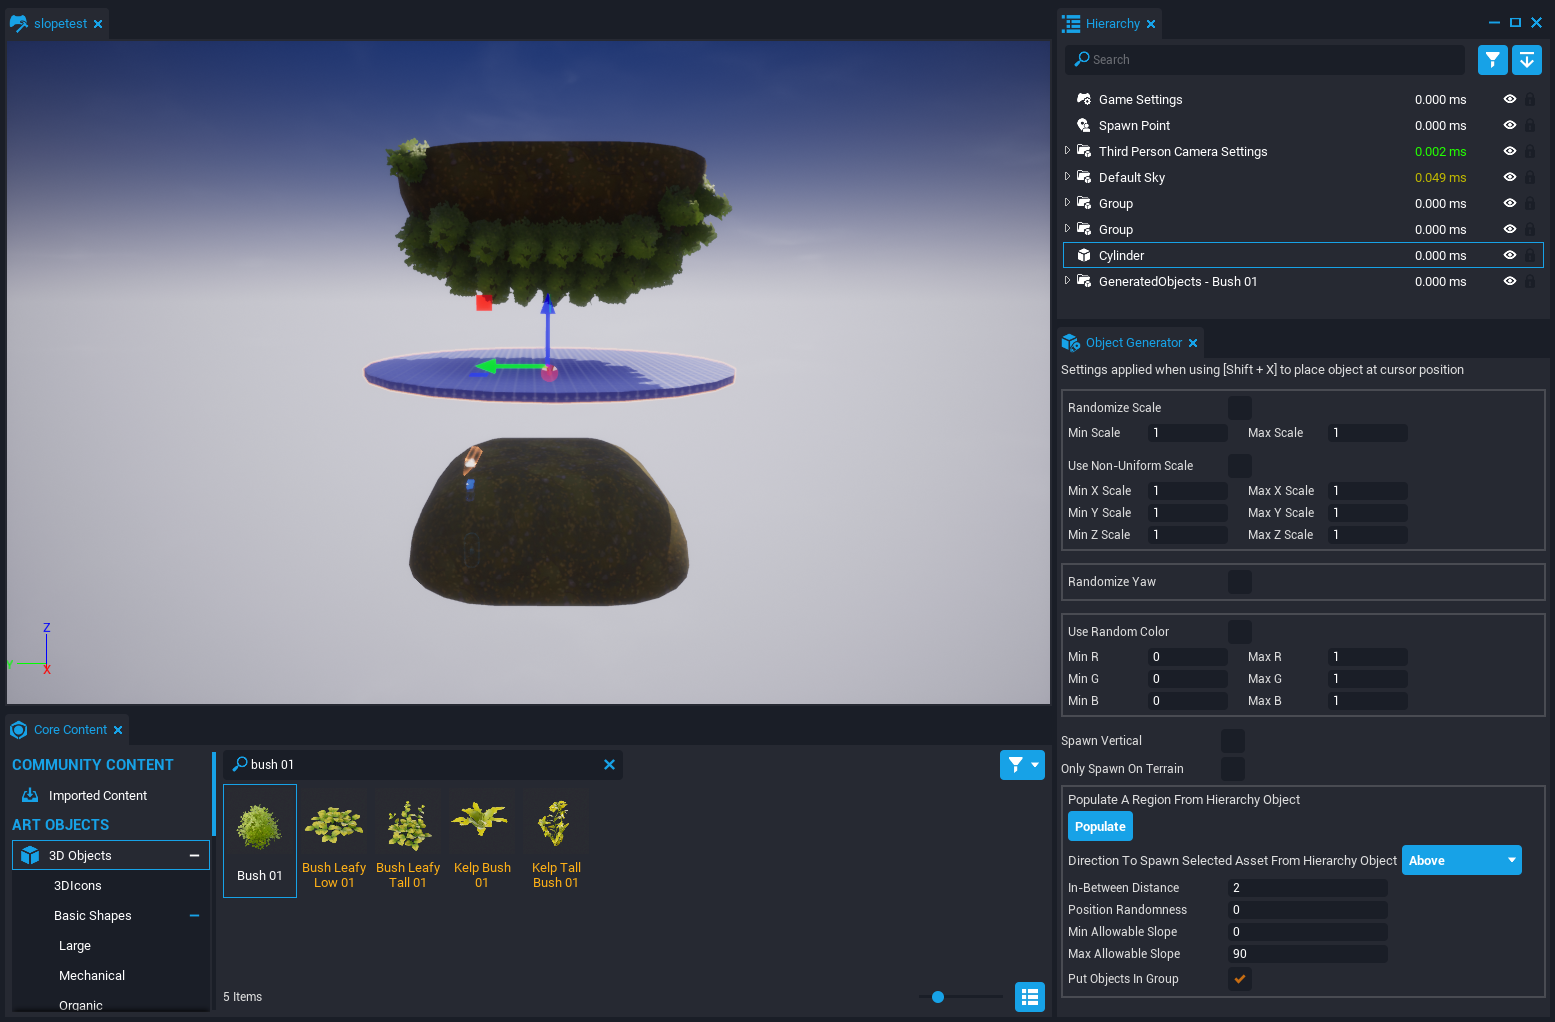 slopetest
Z
Y
X
Hierarchy
Search
Game Settings 0.000 ms
Spawn Point 0.000 ms
Third Person Camera Settings 0.002 ms
Default Sky 0.049 ms
Group 0.000 ms
Group 0.000 ms
Cylinder 0.000 ms
GeneratedObjects - Bush 01 0.000 ms
Object Generator
Settings applied when using [Shift + X] to place object at cursor position
Randomize Scale
Min Scale 1 Max Scale 1
Use Non-Uniform Scale
Min X Scale 1 Max X Scale 1
Min Y Scale 1 Max Y Scale 1
Min Z Scale 1 Max Z Scale 1
Randomize Yaw
Use Random Color
Min R 0 Max R 1
Min G 0 Max G 1
Min B 0 Max B 1
Spawn Vertical
Only Spawn On Terrain
Populate A Region From Hierarchy Object
Populate
Direction To Spawn Selected Asset From Hierarchy Object Above
In-Between Distance 2
Position Randomness 0
Min Allowable Slope 0
Max Allowable Slope 90
Put Objects In Group
Core Content
COMMUNITY CONTENT
Imported Content
ART OBJECTS
3D Objects
3DIcons
Basic Shapes
Large
Mechanical
Organic
bush 01
Bush 01
Bush Leafy
Low 01
Bush Leafy
Tall 01
Kelp Bush
01
Kelp Tall
Bush 01
5 Items